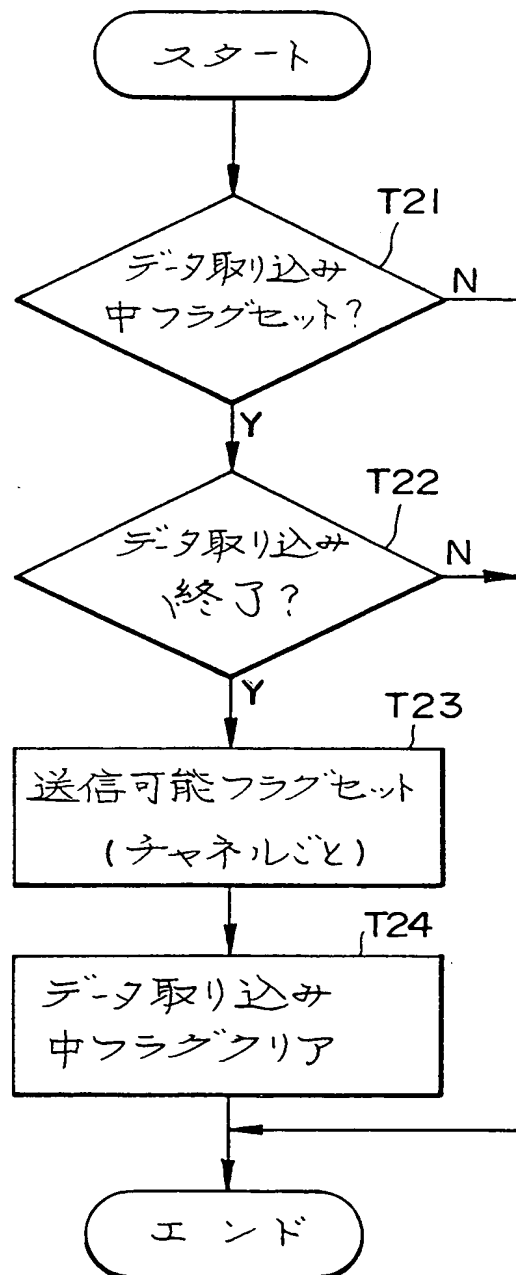 スタート
T21
データ取り込み
中フラグセット?
N
Y
T22
データ取り込み
終了?
N
Y
T23
送信可能フラグセット
(チャネルごと)
T24
データ取り込み
中フラグクリア
エンド